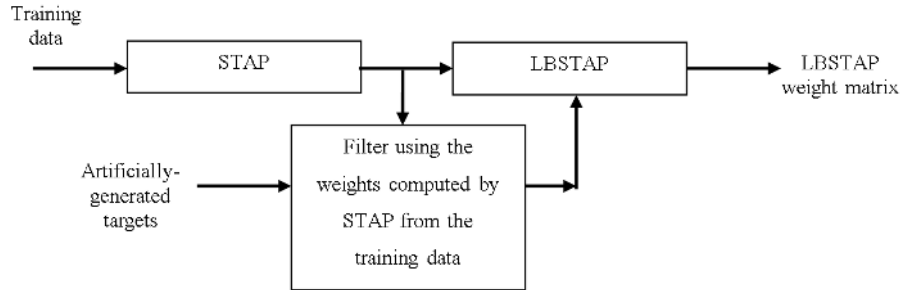 Training
data
STAP
LBSTAP
LBSTAP
weight matrix
Artificially-
generated
targets
Filter using the
weights computed by
STAP from the
training data